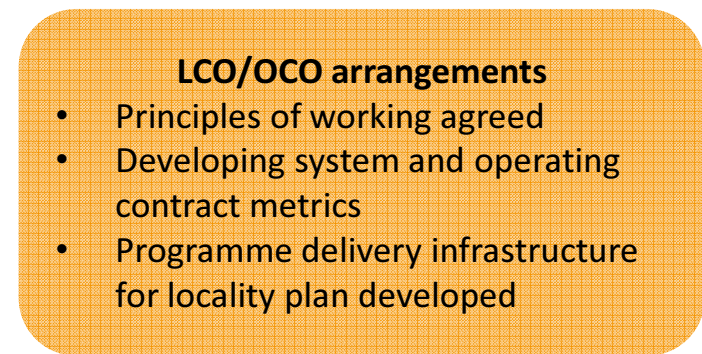 LCO/OCO arrangements
• Principles of working agreed
• Developing system and operating
contract metrics
• Programme delivery infrastructure
for locality plan developed